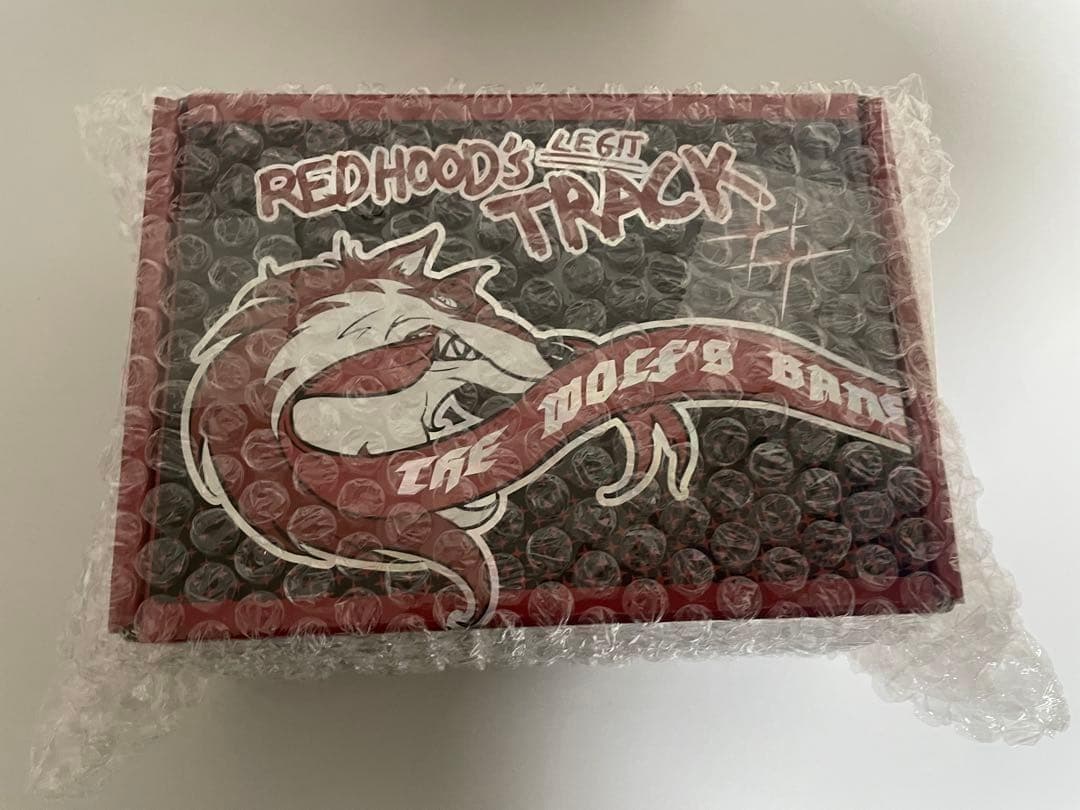 REDHOOD'S LEGIT
TRACK
THE WOLF'S BANE